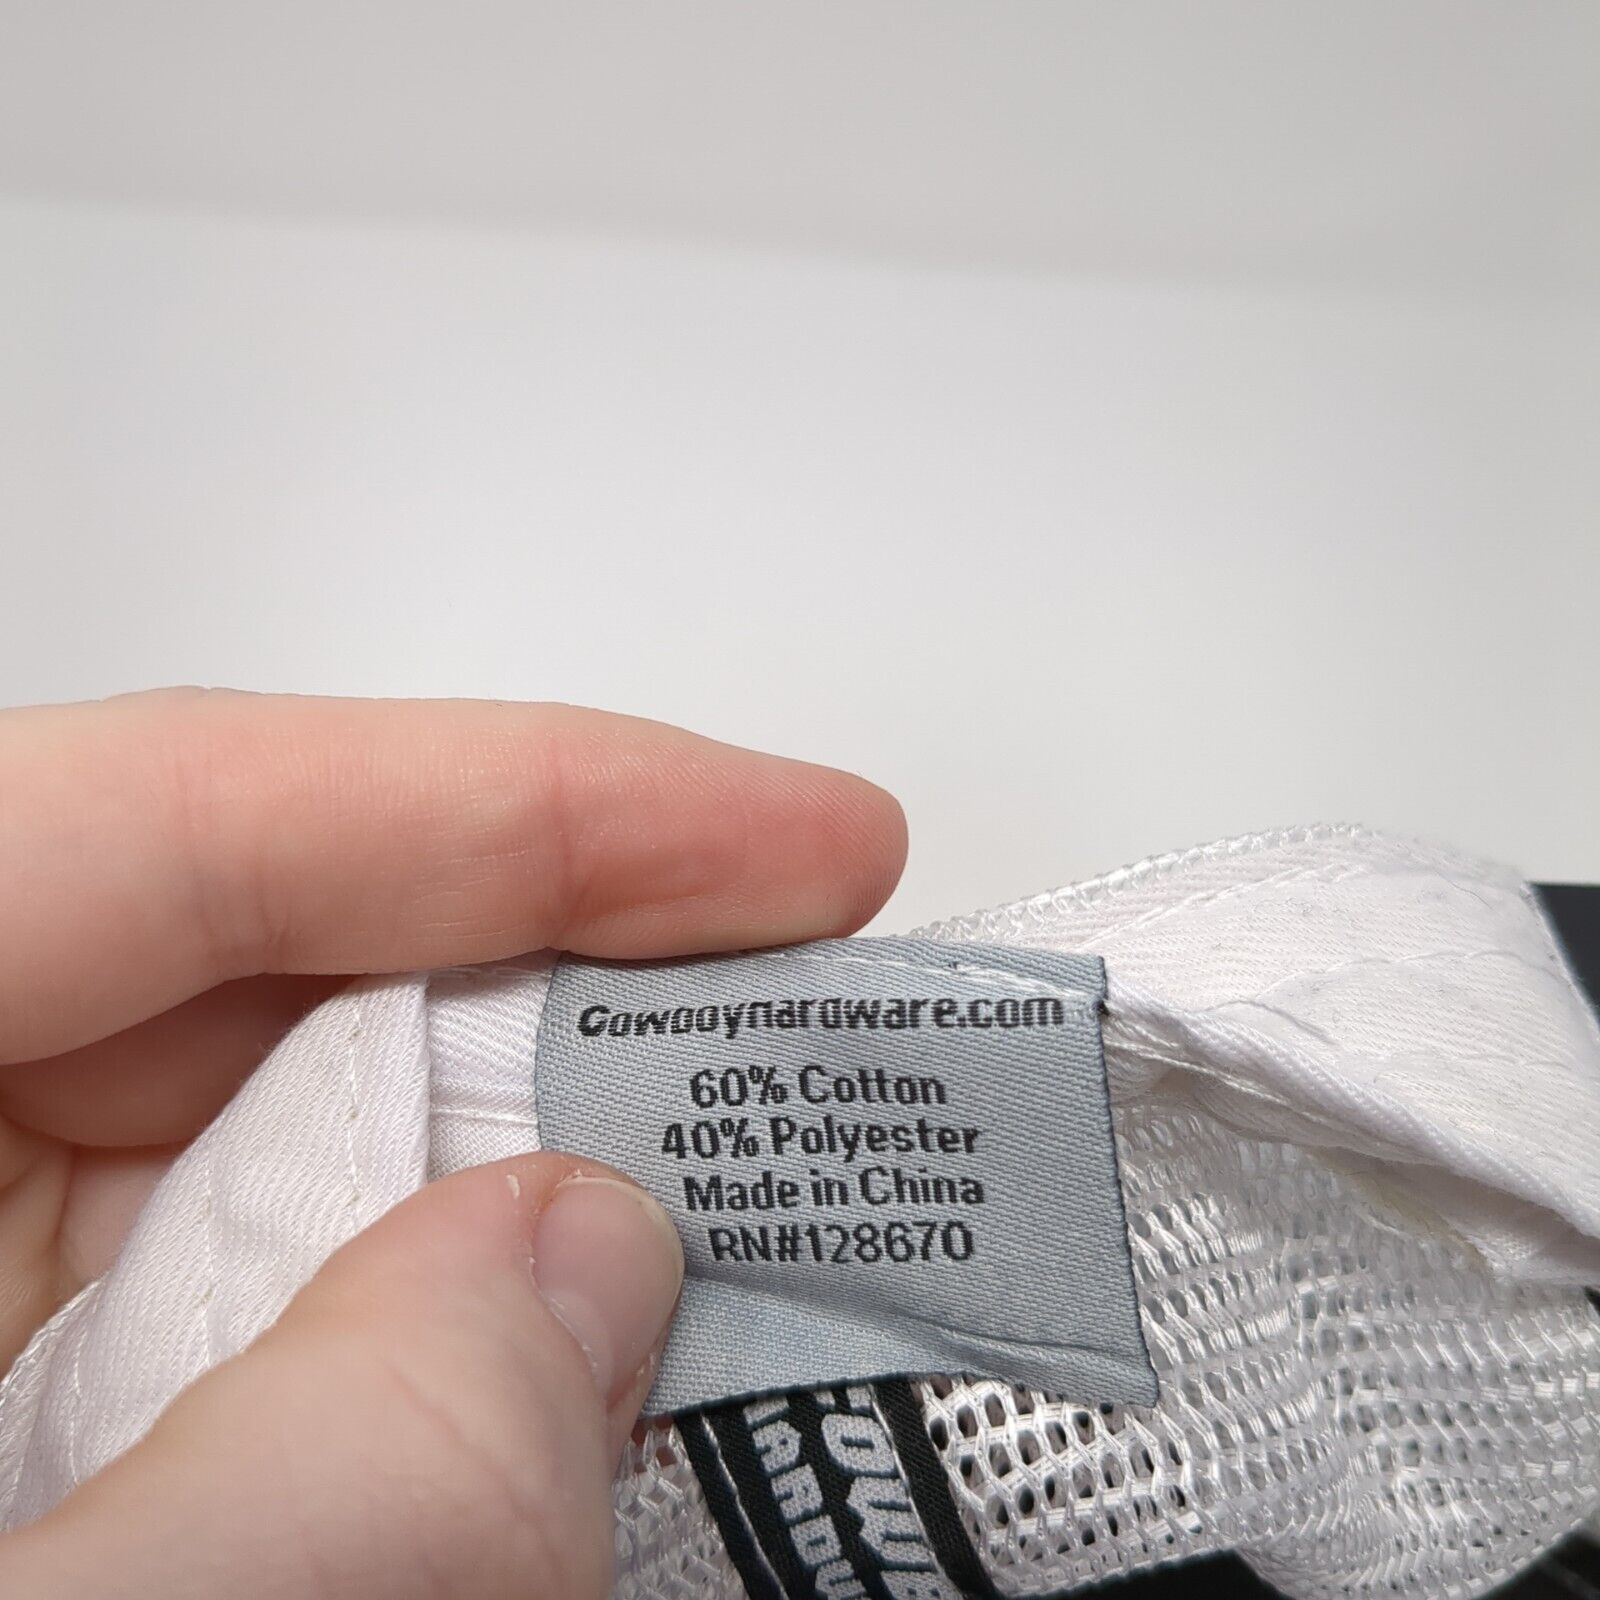 Cowboyhardware.com
60% Cotton
40% Polyester
Made in China
RN#128670